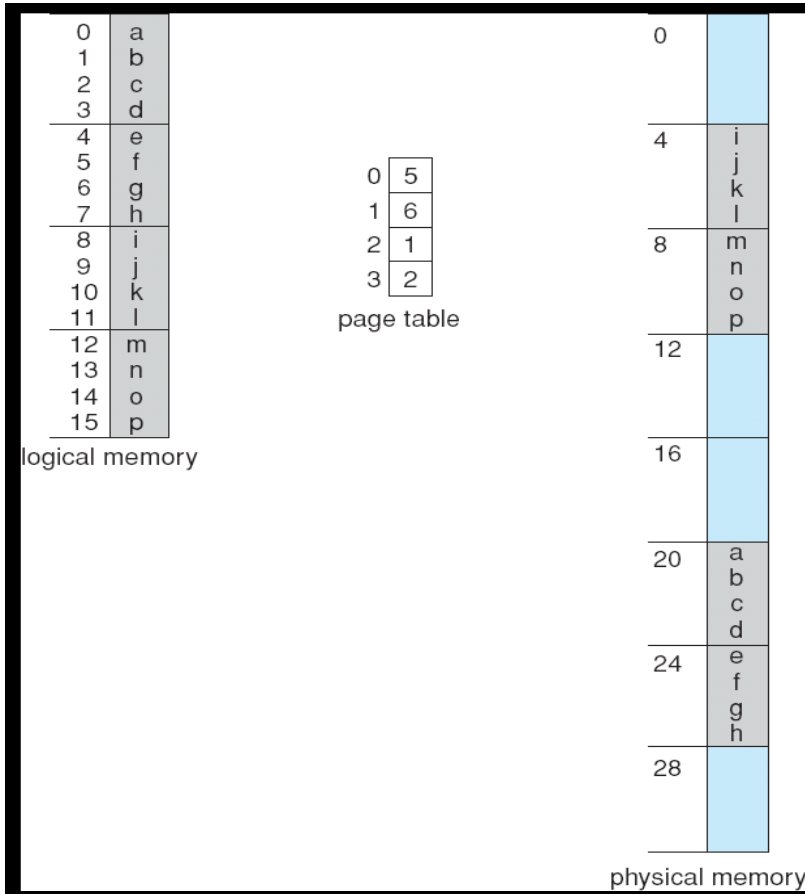 0 a
1 b
2 c
3 d
4 e
5 f
6 g
7 h
8 i
9 j
10 k
11 l
12 m
13 n
14 o
15 p
logical memory
0 5
1 6
2 1
3 2
page table
0
4 i
j
k
l
8 m
n
o
p
12
16
20 a
b
c
d
24 e
f
g
h
28
physical memory